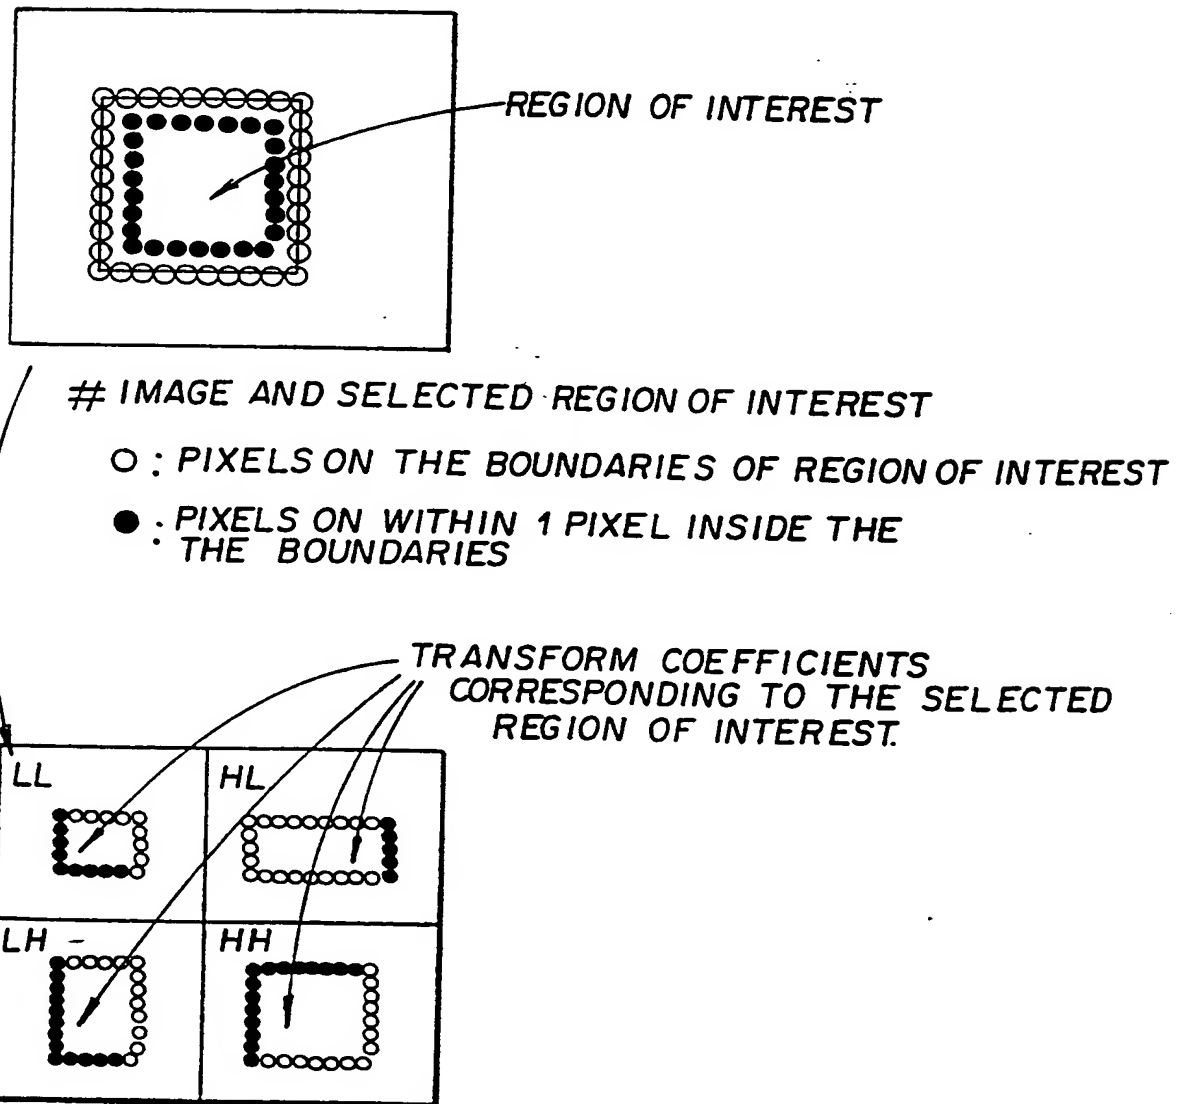 REGION OF INTEREST
# IMAGE AND SELECTED REGION OF INTEREST
O : PIXELS ON THE BOUNDARIES OF REGION OF INTEREST
● : PIXELS ON WITHIN 1 PIXEL INSIDE THE
THE BOUNDARIES
TRANSFORM COEFFICIENTS
CORRESPONDING TO THE SELECTED
REGION OF INTEREST.
LL HL
LH HH